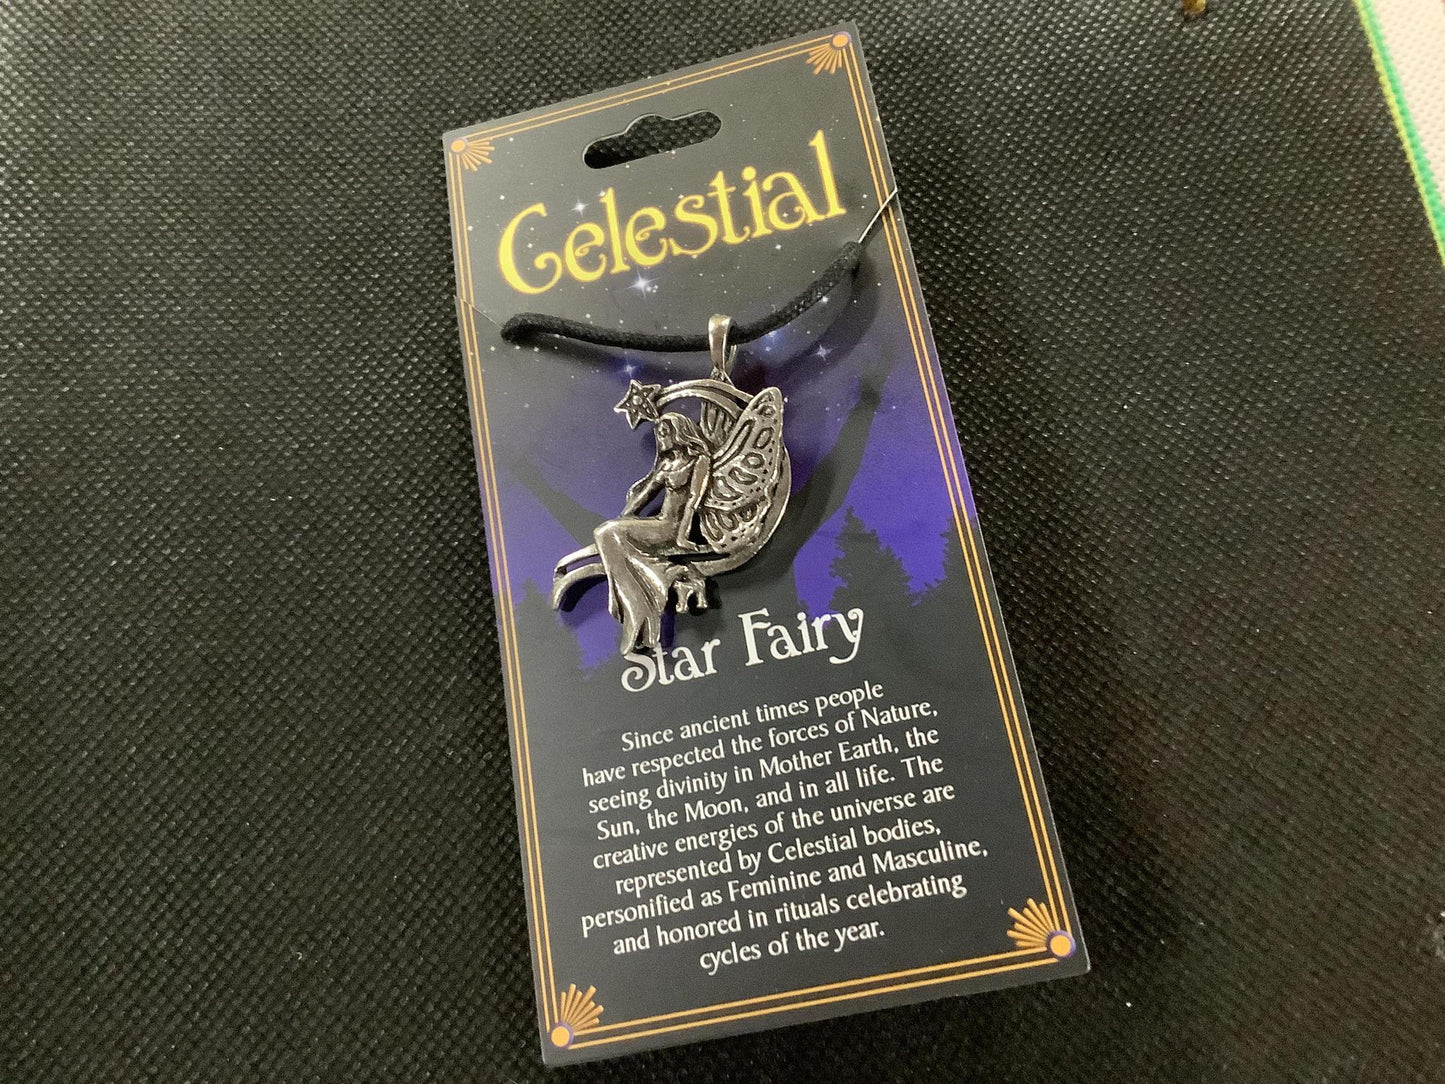 Celestial
Star Fairy
Since ancient times people
have respected the forces of Nature,
seeing divinity in Mother Earth, the
Sun, the Moon, and in all life. The
creative energies of the universe are
represented by Celestial bodies,
personified as Feminine and Masculine,
and honored in rituals celebrating
cycles of the year.